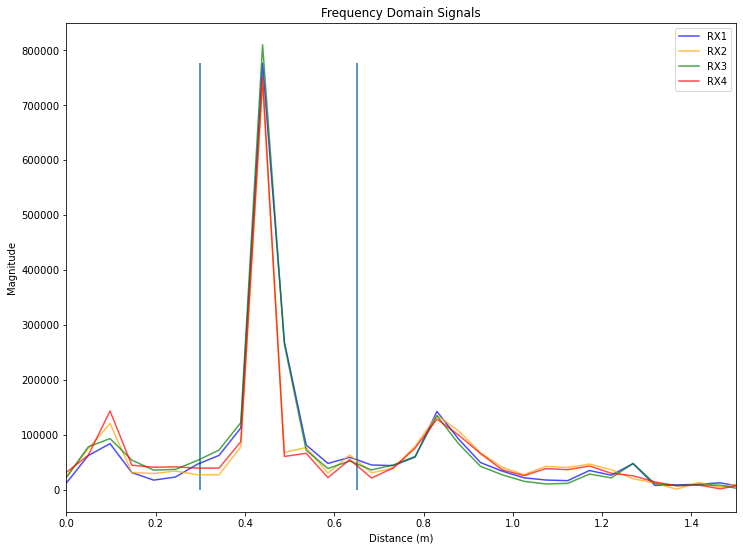 Frequency Domain Signals
RX1
RX2
RX3
RX4
800000
700000
600000
500000
400000
300000
200000
100000
0
Magnitude
0.0 0.2 0.4 0.6 0.8 1.0 1.2 1.4
Distance (m)